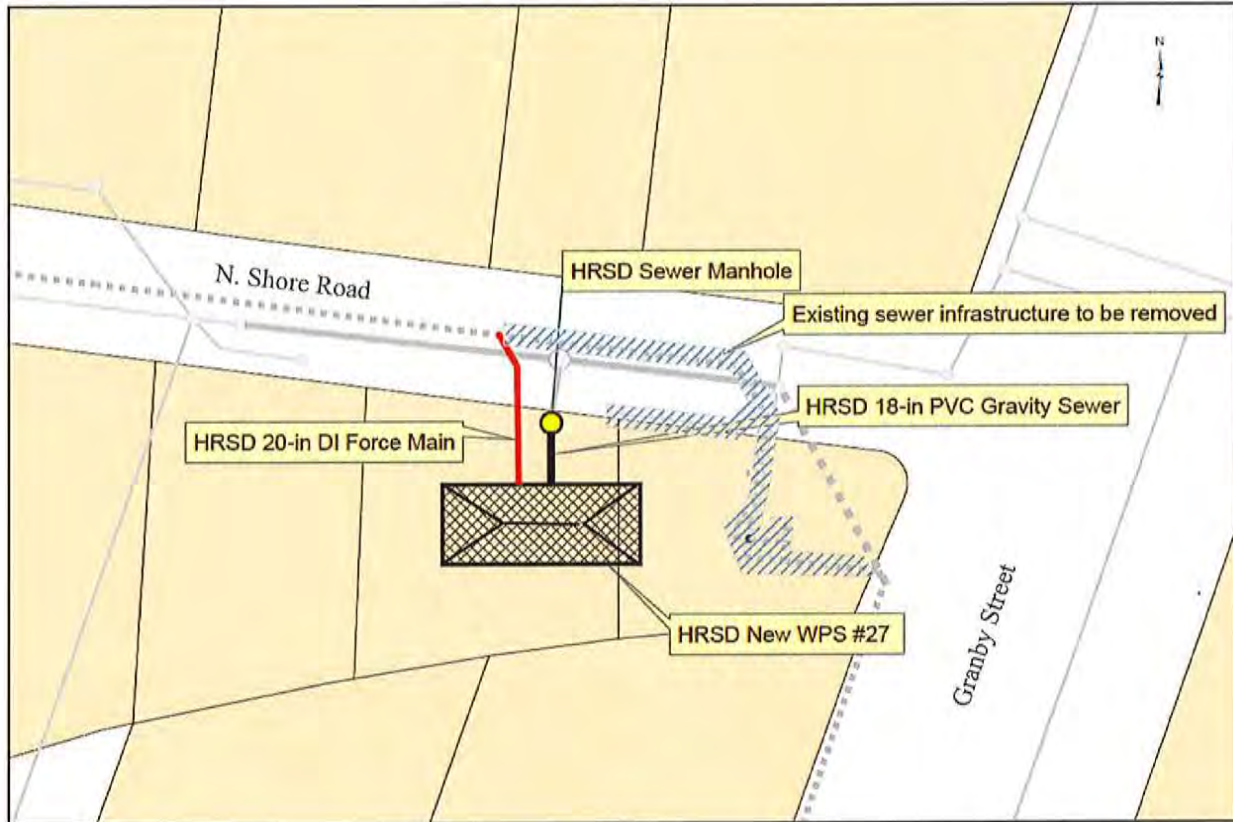 N
N. Shore Road
HRSD Sewer Manhole
Existing sewer infrastructure to be removed
HRSD 18-in PVC Gravity Sewer
HRSD 20-in DI Force Main
HRSD New WPS #27
Granby Street